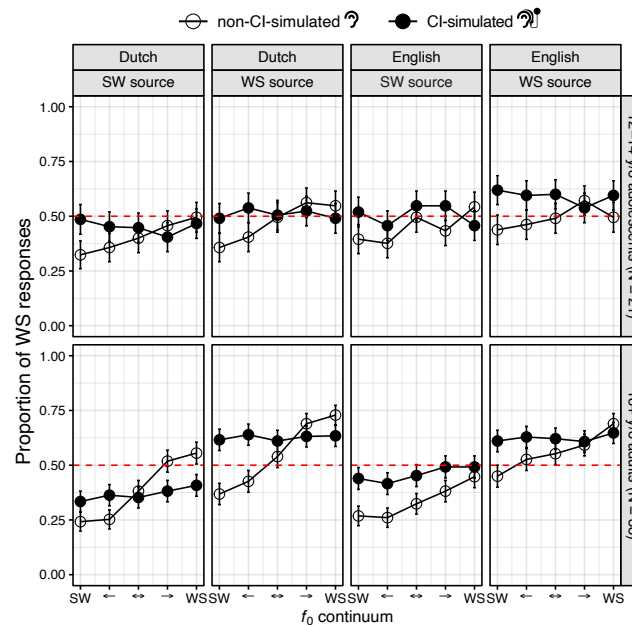 non-CI-simulated CI-simulated
Dutch Dutch English English
SW source WS source SW source WS source
1.00
0.75
0.50
0.25
0.00
1.00
0.75
0.50
0.25
0.00
Proportion of WS responses
SW ← ↔ → WS SW ← ↔ → WS SW ← ↔ → WS SW ← ↔ → WS
f0 continuum